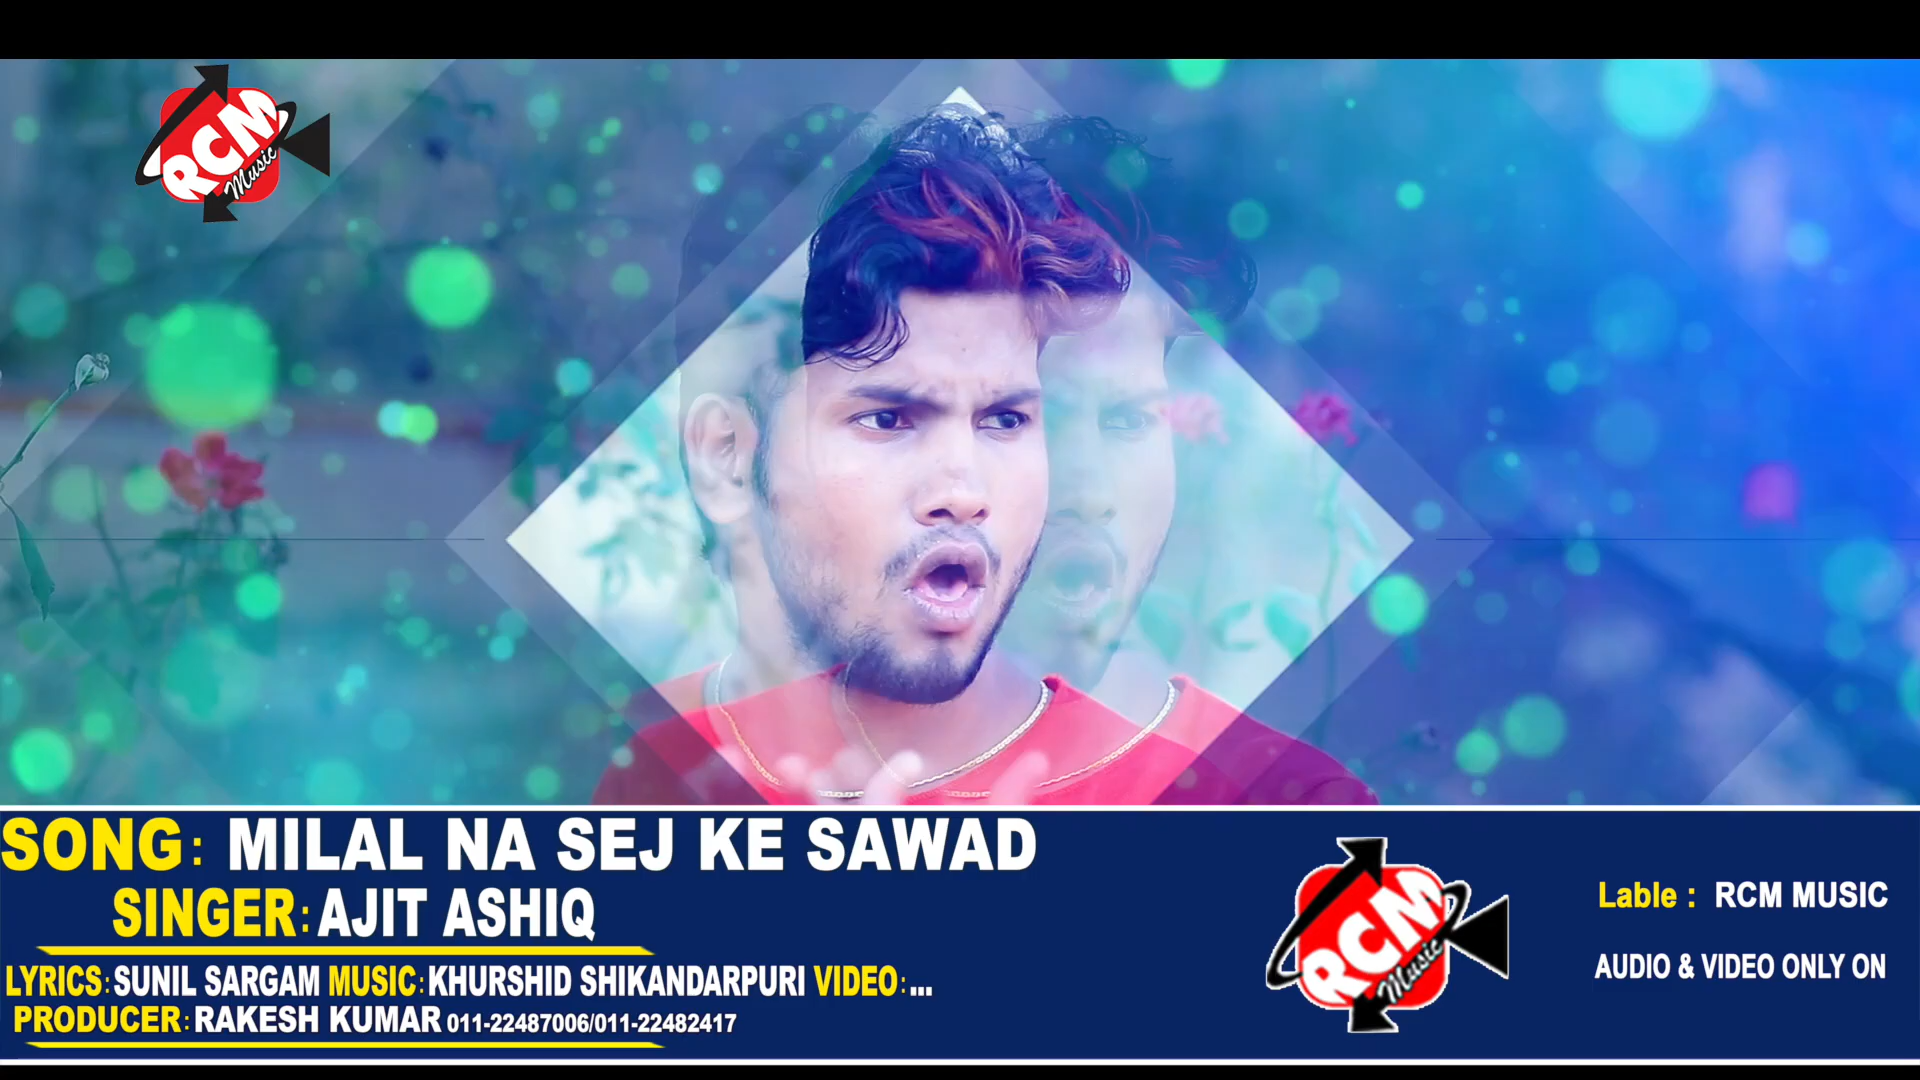 RCM
Music
SONG: MILAL NA SEJ KE SAWAD
SINGER: AJIT ASHIQ
LYRICS: SUNIL SARGAM MUSIC: KHURSHID SHIKANDARPURI VIDEO: ...
PRODUCER: RAKESH KUMAR 011-22487006/011-22482417
RCM
Music
Lable : RCM MUSIC
AUDIO & VIDEO ONLY ON